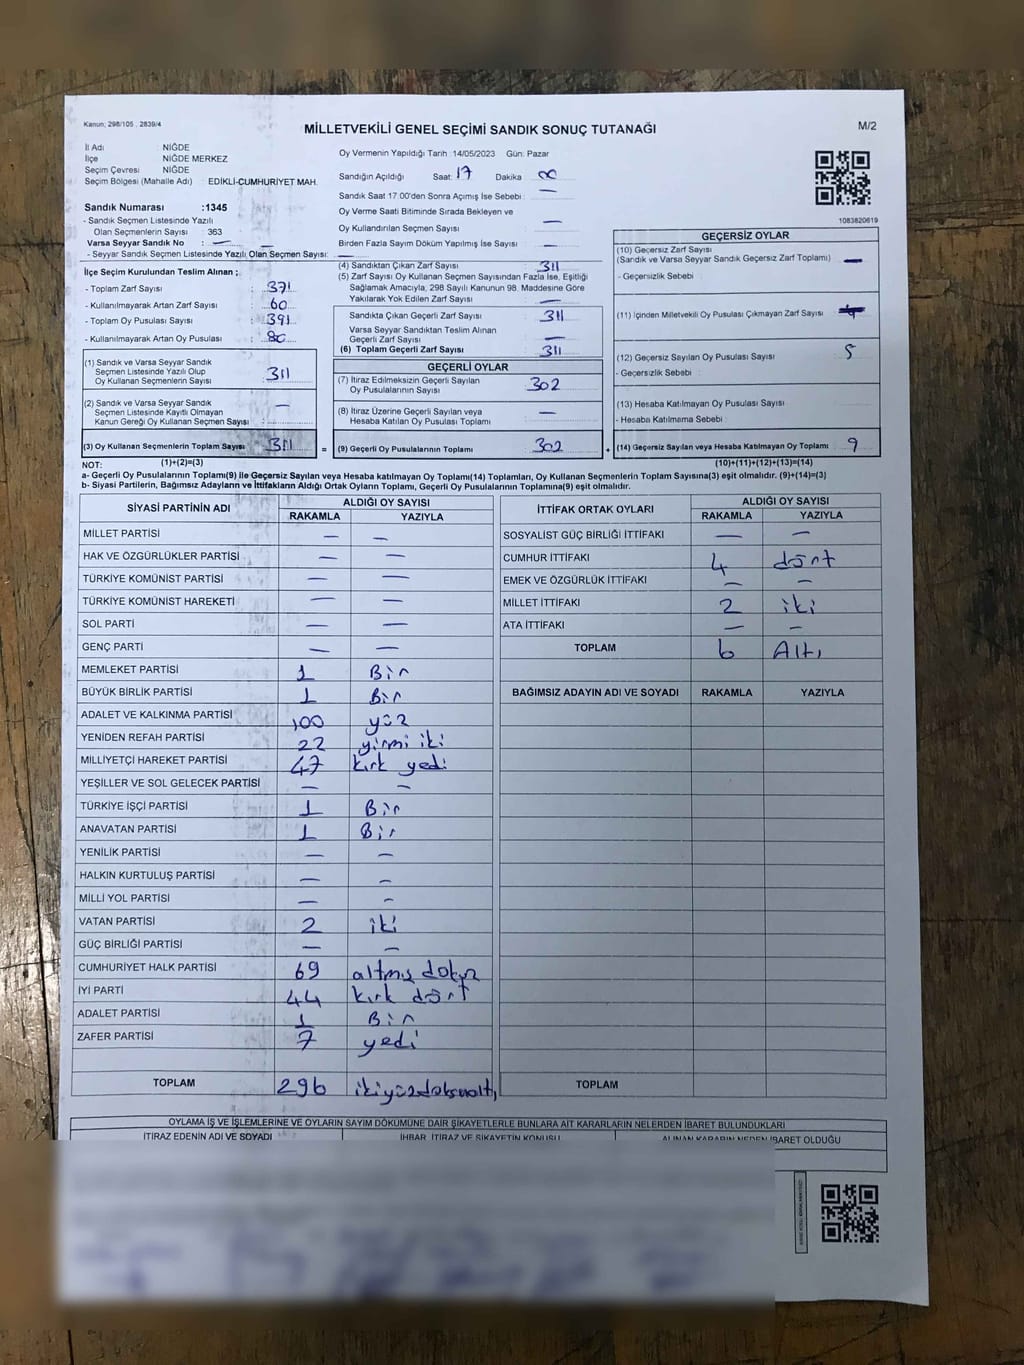 Kanun: 298/105 , 2839/4
MİLLETVEKİLİ GENEL SEÇİMİ SANDIK SONUÇ TUTANAĞI
M/2
İl Adı NİĞDE
İlçe NİĞDE MERKEZ
Seçim Çevresi NİĞDE
Seçim Bölgesi (Mahalle Adı) EDİKLİ-CUMHURİYET MAH.
Sandık Numarası :1345
- Sandık Seçmen Listesinde Yazılı
Olan Seçmenlerin Sayısı : 363
Varsa Seyyar Sandık No : —
- Seyyar Sandık Seçmen Listesinde Yazılı Olan Seçmen Sayısı: —
İlçe Seçim Kurulundan Teslim Alınan ;
- Toplam Zarf Sayısı : 371
- Kullanılmayarak Artan Zarf Sayısı : 60
- Toplam Oy Pusulası Sayısı : 391
- Kullanılmayarak Artan Oy Pusulası : 80
(1) Sandık ve Varsa Seyyar Sandık
Seçmen Listesinde Yazılı Olup
Oy Kullanan Seçmenlerin Sayısı : 311
(2) Sandık ve Varsa Seyyar Sandık
Seçmen Listesinde Kayıtlı Olmayan
Kanun Gereği Oy Kullanan Seçmen Sayısı : —
(3) Oy Kullanan Seçmenlerin Toplam Sayısı : 311
Oy Vermenin Yapıldığı Tarih :14/05/2023 Gün: Pazar
Sandığın Açıldığı Saat: 17 Dakika 00
Sandık Saat 17:00'den Sonra Açımış İse Sebebi : —
Oy Verme Saati Bitiminde Sırada Bekleyen ve
Oy Kullandırılan Seçmen Sayısı —
Birden Fazla Sayım Döküm Yapılmış İse Sayısı —
(4) Sandıktan Çıkan Zarf Sayısı 311
(5) Zarf Sayısı Oy Kullanan Seçmen Sayısından Fazla İse, Eşitliği
Sağlamak Amacıyla, 298 Sayılı Kanunun 98. Maddesine Göre
Yakılarak Yok Edilen Zarf Sayısı —
Sandıkta Çıkan Geçerli Zarf Sayısı 311
Varsa Seyyar Sandıktan Teslim Alınan
Geçerli Zarf Sayısı —
(6) Toplam Geçerli Zarf Sayısı 311
GEÇERLİ OYLAR
(7) İtiraz Edilmeksizin Geçerli Sayılan
Oy Pusulalarının Sayısı 302
(8) İtiraz Üzerine Geçerli Sayılan veya
Hesaba Katılan Oy Pusulaları Toplamı —
= (9) Geçerli Oy Pusulalarının Toplamı 302
1083820619
GEÇERSİZ OYLAR
(10) Geçersiz Zarf Sayısı
(Sandık ve Varsa Seyyar Sandık Geçersiz Zarf Toplamı) —
- Geçersizlik Sebebi :
(11) İçinden Milletvekili Oy Pusulası Çıkmayan Zarf Sayısı 4
(12) Geçersiz Sayılan Oy Pusulası Sayısı 5
- Geçersizlik Sebebi :
(13) Hesaba Katılmayan Oy Pusulası Sayısı
- Hesaba Katılmama Sebebi :
+ (14) Geçersiz Sayılan veya Hesaba Katılmayan Oy Toplamı 9
NOT: (1)+(2)=(3) (10)+(11)+(12)+(13)=(14)
a- Geçerli Oy Pusulalarının Toplamı(9) ile Geçersiz Sayılan veya Hesaba katılmayan Oy Toplamı(14) Toplamları, Oy Kullanan Seçmenlerin Toplam Sayısına(3) eşit olmalıdır. (9)+(14)=(3)
b- Siyasi Partilerin, Bağımsız Adayların ve İttifakların Aldığı Ortak Oyların Toplamı, Geçerli Oy Pusulalarının Toplamına(9) eşit olmalıdır.
SİYASİ PARTİNİN ADI ALDIĞI OY SAYISI
RAKAMLA YAZIYLA
MİLLET PARTİSİ — —
HAK VE ÖZGÜRLÜKLER PARTİSİ — —
TÜRKİYE KOMÜNİST PARTİSİ — —
TÜRKİYE KOMÜNİST HAREKETİ — —
SOL PARTİ — —
GENÇ PARTİ — —
MEMLEKET PARTİSİ 1 Bir
BÜYÜK BİRLİK PARTİSİ 1 Bir
ADALET VE KALKINMA PARTİSİ 100 yüz
YENİDEN REFAH PARTİSİ 22 yirmi iki
MİLLİYETÇİ HAREKET PARTİSİ 47 kırk yedi
YEŞİLLER VE SOL GELECEK PARTİSİ — —
TÜRKİYE İŞÇİ PARTİSİ 1 Bir
ANAVATAN PARTİSİ 1 Bir
YENİLİK PARTİSİ — —
HALKIN KURTULUŞ PARTİSİ — —
MİLLİ YOL PARTİSİ — —
VATAN PARTİSİ 2 iki
GÜÇ BİRLİĞİ PARTİSİ — —
CUMHURİYET HALK PARTİSİ 69 altmış dokuz
İYİ PARTİ 44 kırk dört
ADALET PARTİSİ 1 Bir
ZAFER PARTİSİ 7 yedi
TOPLAM 296 ikiyüzdoksanaltı
İTTİFAK ORTAK OYLARI ALDIĞI OY SAYISI
RAKAMLA YAZIYLA
SOSYALİST GÜÇ BİRLİĞİ İTTİFAKI — —
CUMHUR İTTİFAKI 4 dört
EMEK VE ÖZGÜRLÜK İTTİFAKI — —
MİLLET İTTİFAKI 2 iki
ATA İTTİFAKI — —
TOPLAM 6 Altı
BAĞIMSIZ ADAYIN ADI VE SOYADI RAKAMLA YAZIYLA
TOPLAM
OYLAMA İŞ VE İŞLEMLERİNE VE OYLARIN SAYIM DÖKÜMÜNE DAİR ŞİKAYETLERLE BUNLARA AİT KARARLARIN NELERDEN İBARET BULUNDUKLARI
İTİRAZ EDENİN ADI VE SOYADI İHBAR, İTİRAZ VE ŞİKAYETİN KONUSU ALINAN KARARIN NEDEN İBARET OLDUĞU